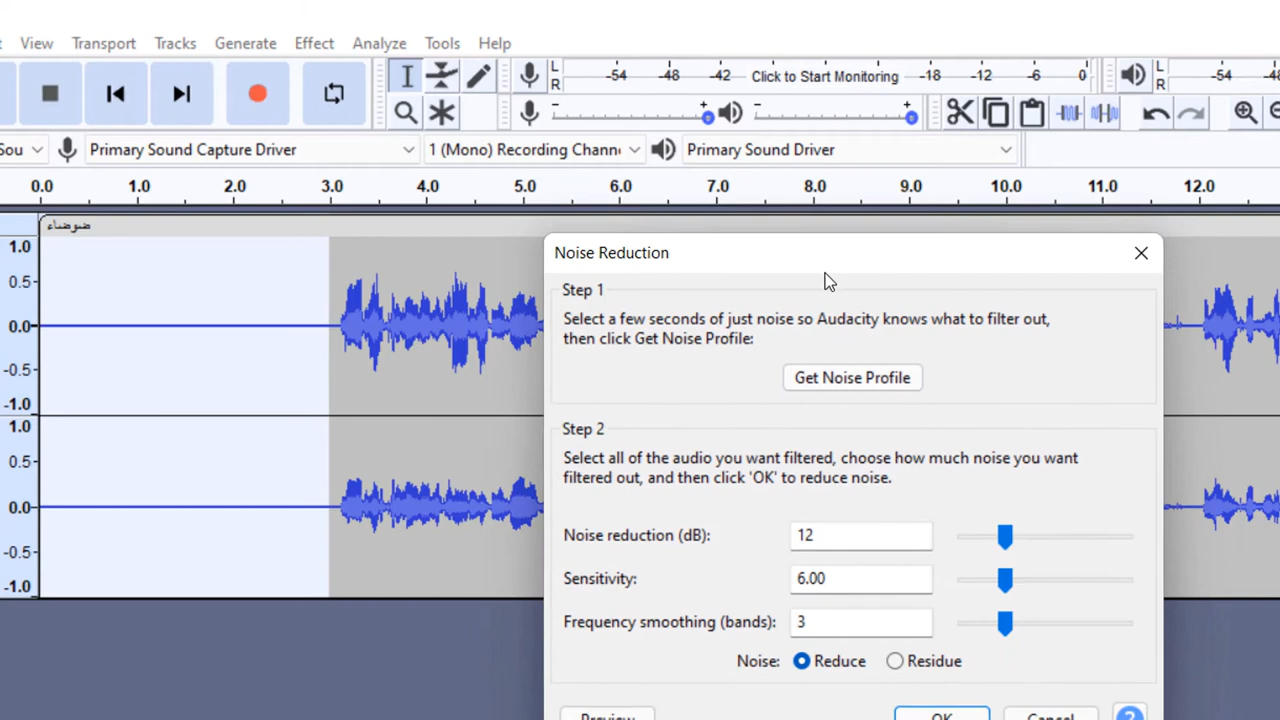 View Transport Tracks Generate Effect Analyze Tools Help
L R -54 -48 -42 Click to Start Monitoring -18 -12 -6 0 L R -54
- + - +
Sou Primary Sound Capture Driver 1 (Mono) Recording Chann Primary Sound Driver
0.0 1.0 2.0 3.0 4.0 5.0 6.0 7.0 8.0 9.0 10.0 11.0 12.0
ضوضاء
1.0
0.5
0.0
-0.5
-1.0
1.0
0.5
0.0
-0.5
-1.0
Noise Reduction
Step 1
Select a few seconds of just noise so Audacity knows what to filter out,
then click Get Noise Profile:
Get Noise Profile
Step 2
Select all of the audio you want filtered, choose how much noise you want
filtered out, and then click 'OK' to reduce noise.
Noise reduction (dB): 12
Sensitivity: 6.00
Frequency smoothing (bands): 3
Noise: Reduce Residue
Preview OK Cancel ?